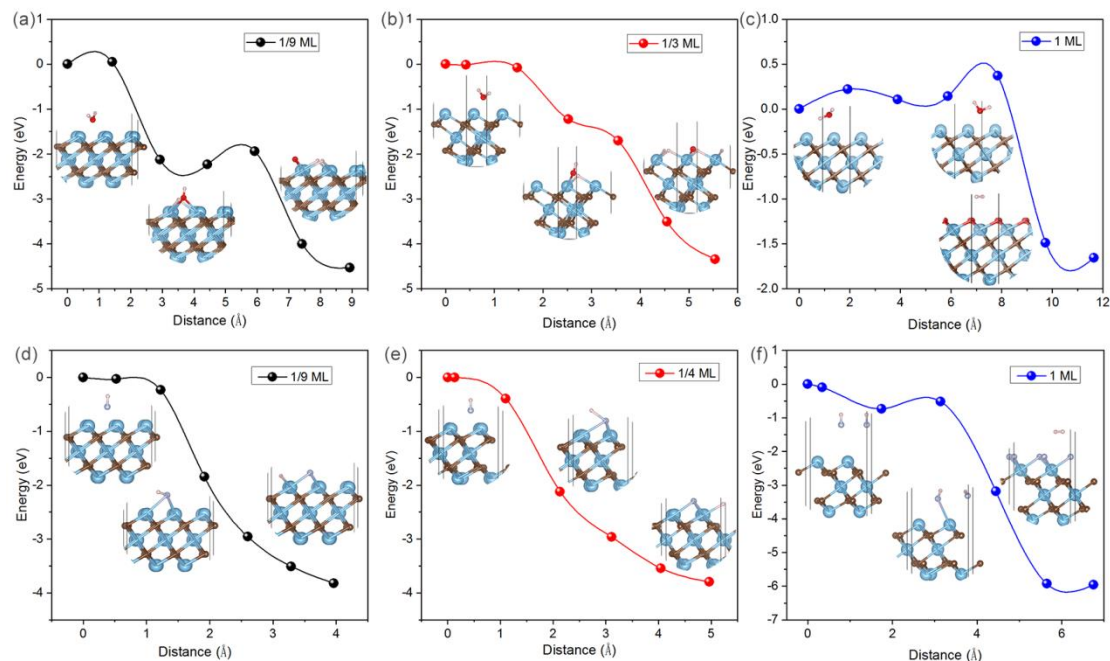 (a)
1/9 ML
Energy (eV)
1
0
-1
-2
-3
-4
-5
0 1 2 3 4 5 6 7 8 9
Distance (Å)
(b)
1/3 ML
Energy (eV)
1
0
-1
-2
-3
-4
-5
0 1 2 3 4 5 6
Distance (Å)
(c)
1 ML
Energy (eV)
1.0
0.5
0.0
-0.5
-1.0
-1.5
-2.0
0 2 4 6 8 10 12
Distance (Å)
(d)
1/9 ML
Energy (eV)
0
-1
-2
-3
-4
0 1 2 3 4
Distance (Å)
(e)
1/4 ML
Energy (eV)
0
-1
-2
-3
-4
0 1 2 3 4 5
Distance (Å)
(f)
1 ML
Energy (eV)
1
0
-1
-2
-3
-4
-5
-6
-7
0 2 4 6
Distance (Å)